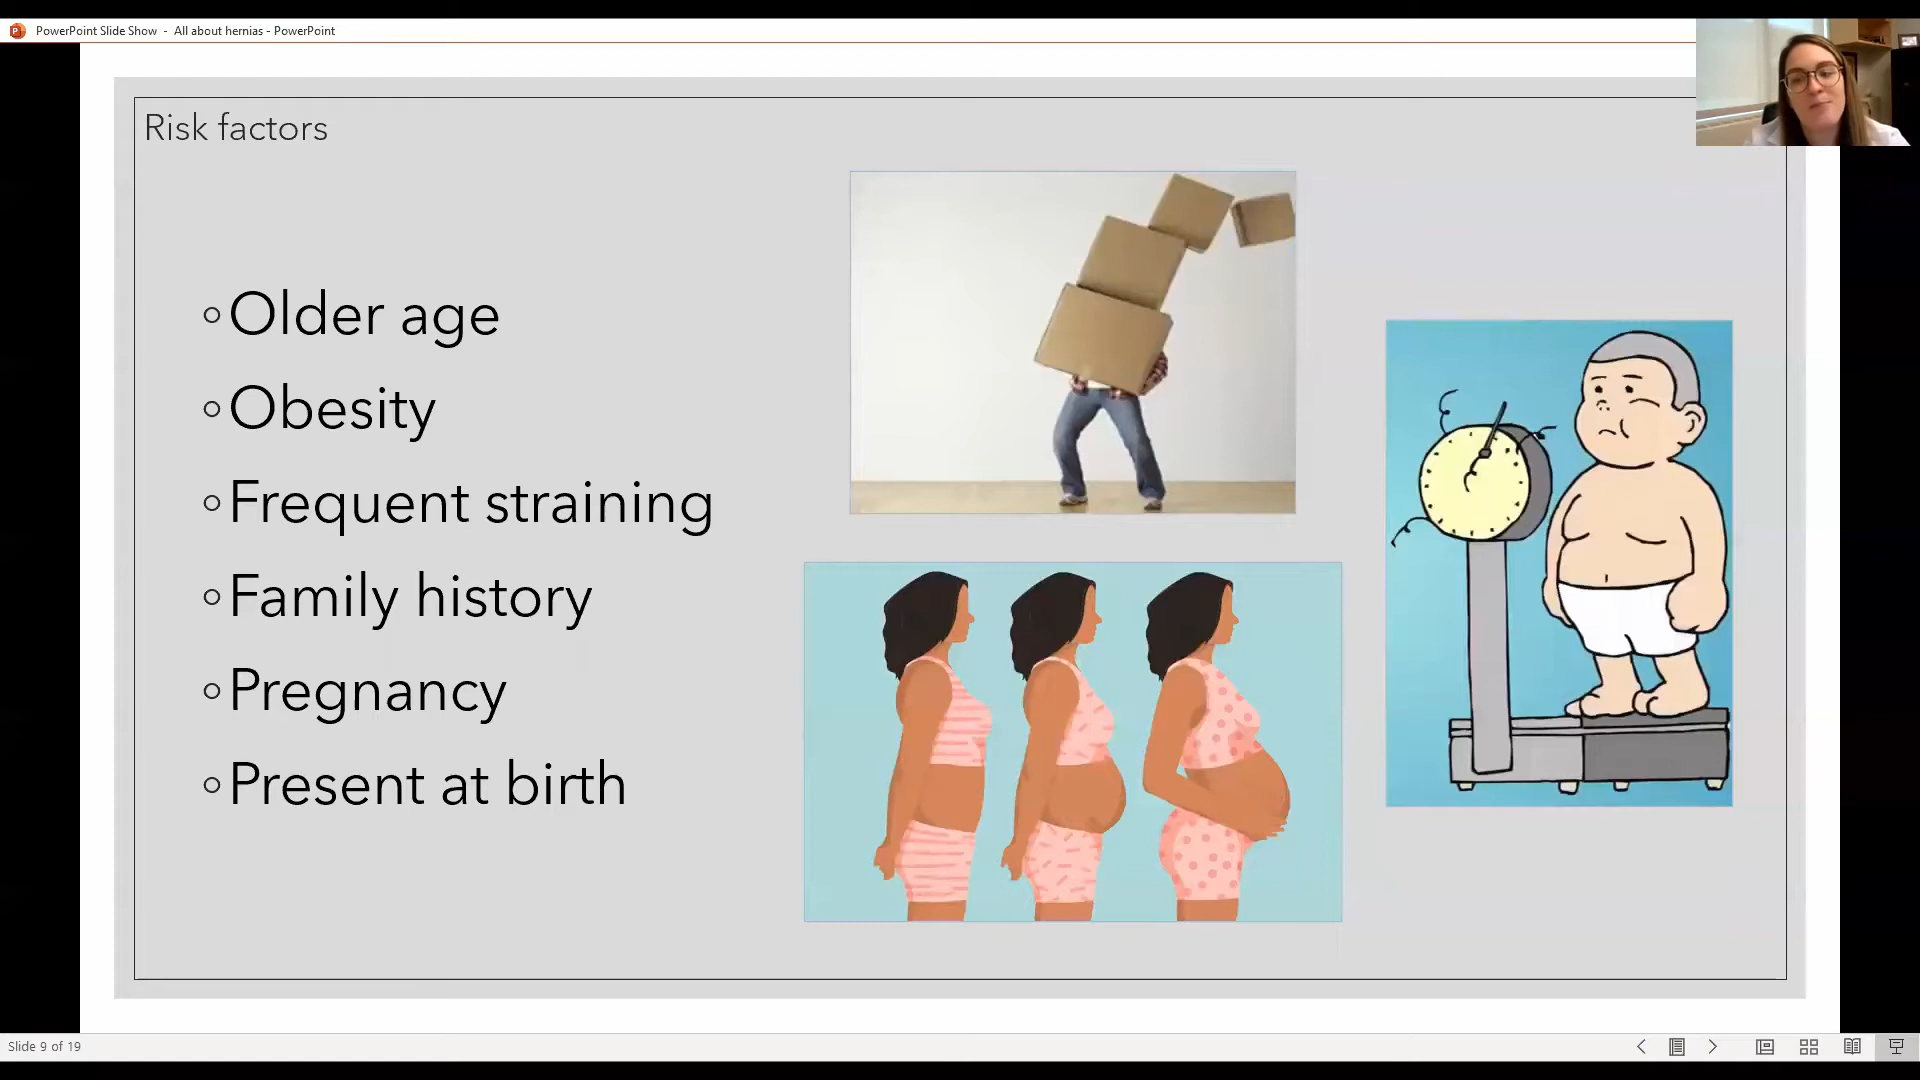 PowerPoint Slide Show - All about hernias - PowerPoint
Risk factors
Older age
Obesity
Frequent straining
Family history
Pregnancy
Present at birth
Slide 9 of 19